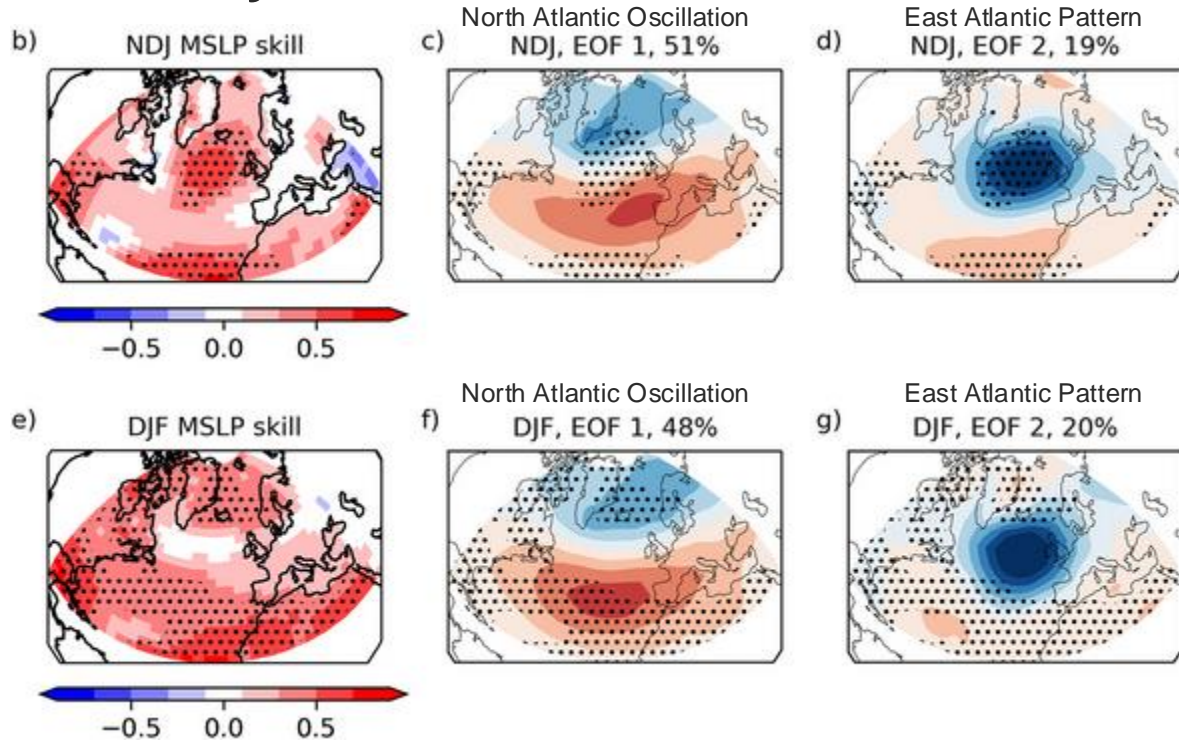 North Atlantic Oscillation
East Atlantic Pattern
b)
NDJ MSLP skill
c)
NDJ, EOF 1, 51%
d)
NDJ, EOF 2, 19%
−0.5 0.0 0.5
North Atlantic Oscillation
East Atlantic Pattern
e)
DJF MSLP skill
f)
DJF, EOF 1, 48%
g)
DJF, EOF 2, 20%
−0.5 0.0 0.5